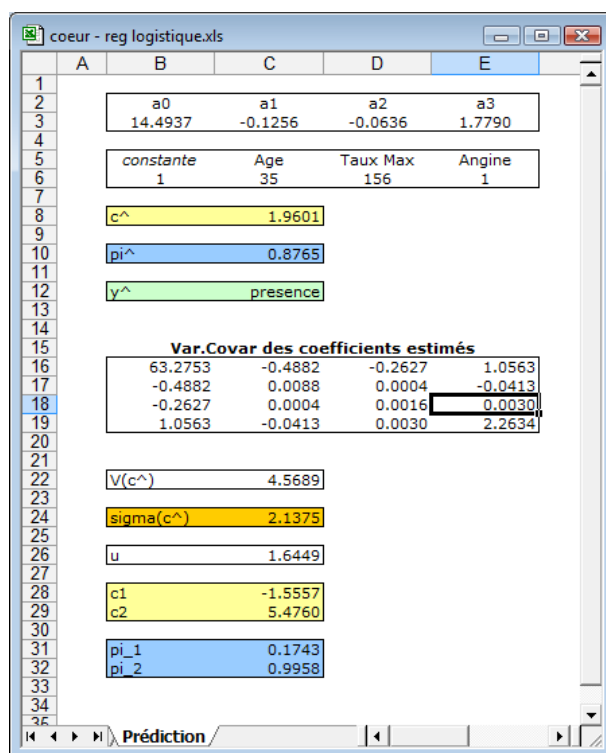 coeur - reg logistique.xls
A B C D E
1
2 a0 a1 a2 a3
3 14.4937 -0.1256 -0.0636 1.7790
4
5 constante Age Taux Max Angine
6 1 35 156 1
7
8 c^ 1.9601
9
10 pi^ 0.8765
11
12 y^ presence
13
14
15 Var.Covar des coefficients estimés
16 63.2753 -0.4882 -0.2627 1.0563
17 -0.4882 0.0088 0.0004 -0.0413
18 -0.2627 0.0004 0.0016 0.0030
19 1.0563 -0.0413 0.0030 2.2634
20
21
22 V(c^) 4.5689
23
24 sigma(c^) 2.1375
25
26 u 1.6449
27
28 c1 -1.5557
29 c2 5.4760
30
31 pi_1 0.1743
32 pi_2 0.9958
33
34
35
Prédiction